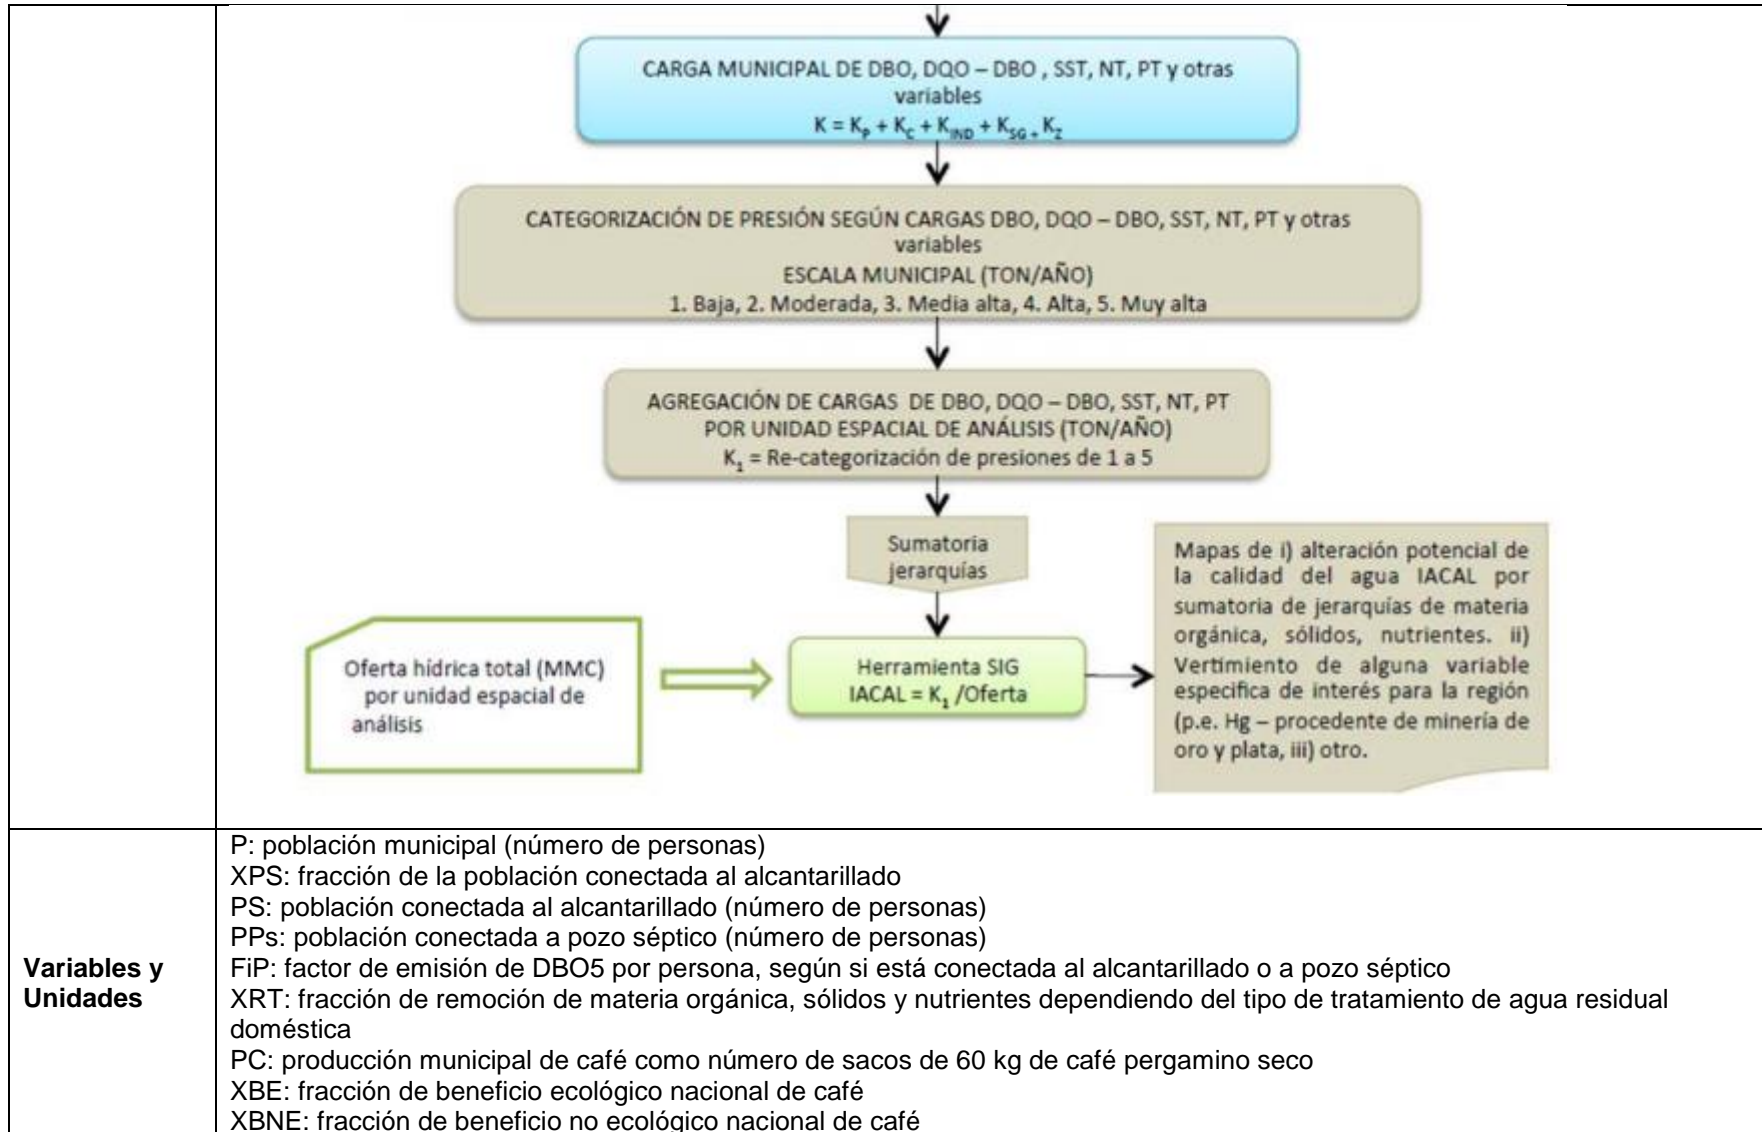 CARGA MUNICIPAL DE DBO, DQO – DBO , SST, NT, PT y otras
variables
K = KP + KC + KIND + KSG + KZ
CATEGORIZACIÓN DE PRESIÓN SEGÚN CARGAS DBO, DQO – DBO, SST, NT, PT y otras
variables
ESCALA MUNICIPAL (TON/AÑO)
1. Baja, 2. Moderada, 3. Media alta, 4. Alta, 5. Muy alta
AGREGACIÓN DE CARGAS DE DBO, DQO – DBO, SST, NT, PT
POR UNIDAD ESPACIAL DE ANÁLISIS (TON/AÑO)
K1 = Re-categorización de presiones de 1 a 5
Sumatoria
jerarquías
Oferta hídrica total (MMC)
por unidad espacial de
análisis
Herramienta SIG
IACAL = K1 /Oferta
Mapas de i) alteración potencial de
la calidad del agua IACAL por
sumatoria de jerarquías de materia
orgánica, sólidos, nutrientes. ii)
Vertimiento de alguna variable
especifica de interés para la región
(p.e. Hg – procedente de minería de
oro y plata, iii) otro.
Variables y
Unidades
P: población municipal (número de personas)
XPS: fracción de la población conectada al alcantarillado
PS: población conectada al alcantarillado (número de personas)
PPs: población conectada a pozo séptico (número de personas)
FiP: factor de emisión de DBO5 por persona, según si está conectada al alcantarillado o a pozo séptico
XRT: fracción de remoción de materia orgánica, sólidos y nutrientes dependiendo del tipo de tratamiento de agua residual
doméstica
PC: producción municipal de café como número de sacos de 60 kg de café pergamino seco
XBE: fracción de beneficio ecológico nacional de café
XBNE: fracción de beneficio no ecológico nacional de café